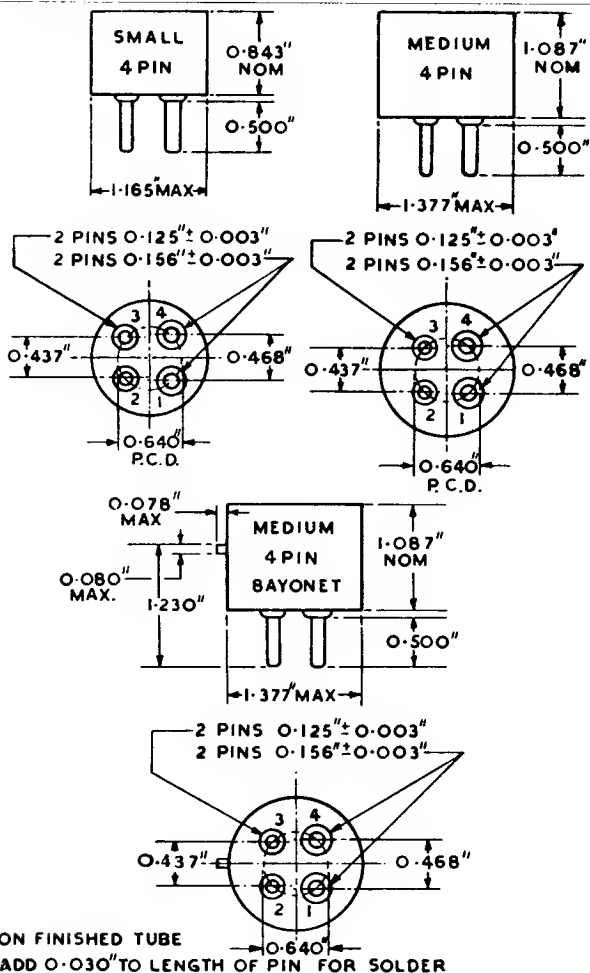 SMALL
4 PIN
0·843"
NOM
0·500"
1·165"MAX
MEDIUM
4 PIN
1·087"
NOM
0·500"
1·377"MAX
2 PINS 0·125"± 0·003"
2 PINS 0·156"± 0·003"
3 4
2 1
0·437"
0·468"
0·640"
P.C.D.
2 PINS 0·125"± 0·003"
2 PINS 0·156"± 0·003"
3 4
2 1
0·437"
0·468"
0·640"
P.C.D.
0·078"
MAX
0·080"
MAX.
1·230"
MEDIUM
4 PIN
BAYONET
1·087"
NOM
0·500"
1·377"MAX
2 PINS 0·125"± 0·003"
2 PINS 0·156"± 0·003"
3 4
2 1
0·437"
0·468"
0·640"
ON FINISHED TUBE
ADD 0·030" TO LENGTH OF PIN FOR SOLDER